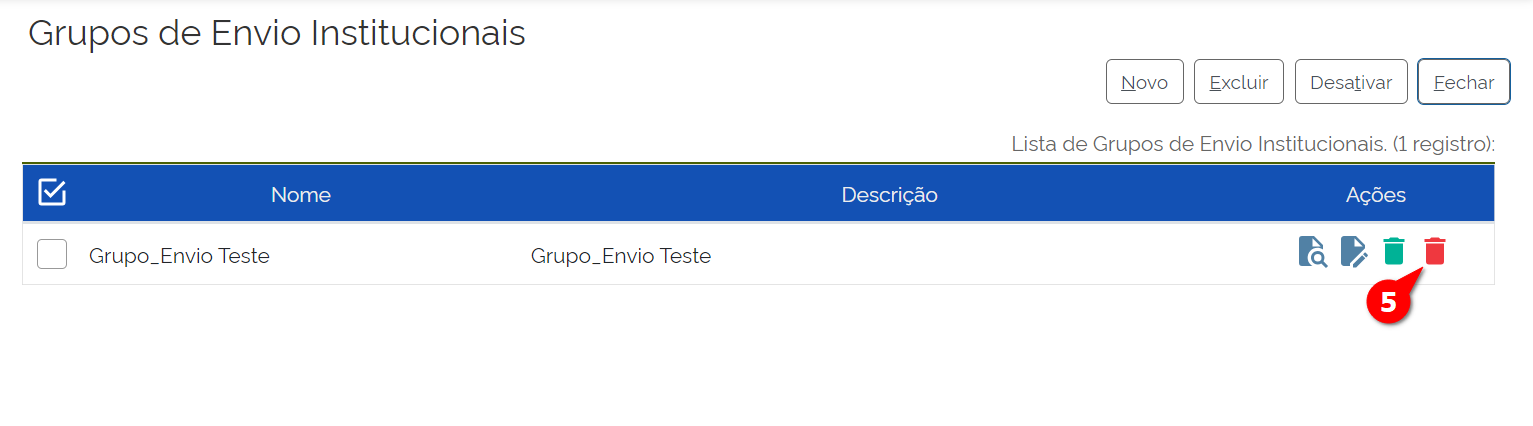 Grupos de Envio Institucionais
Novo Excluir Desativar Fechar
Lista de Grupos de Envio Institucionais. (1 registro):
Nome Descrição Ações
Grupo_Envio Teste Grupo_Envio Teste
5